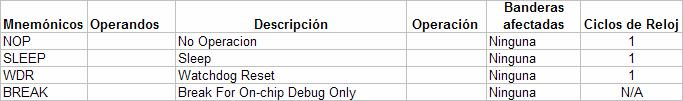 Mnemónicos Operandos Descripción Operación Banderas afectadas Ciclos de Reloj
NOP No Operacion Ninguna 1
SLEEP Sleep Ninguna 1
WDR Watchdog Reset Ninguna 1
BREAK Break For On-chip Debug Only Ninguna N/A